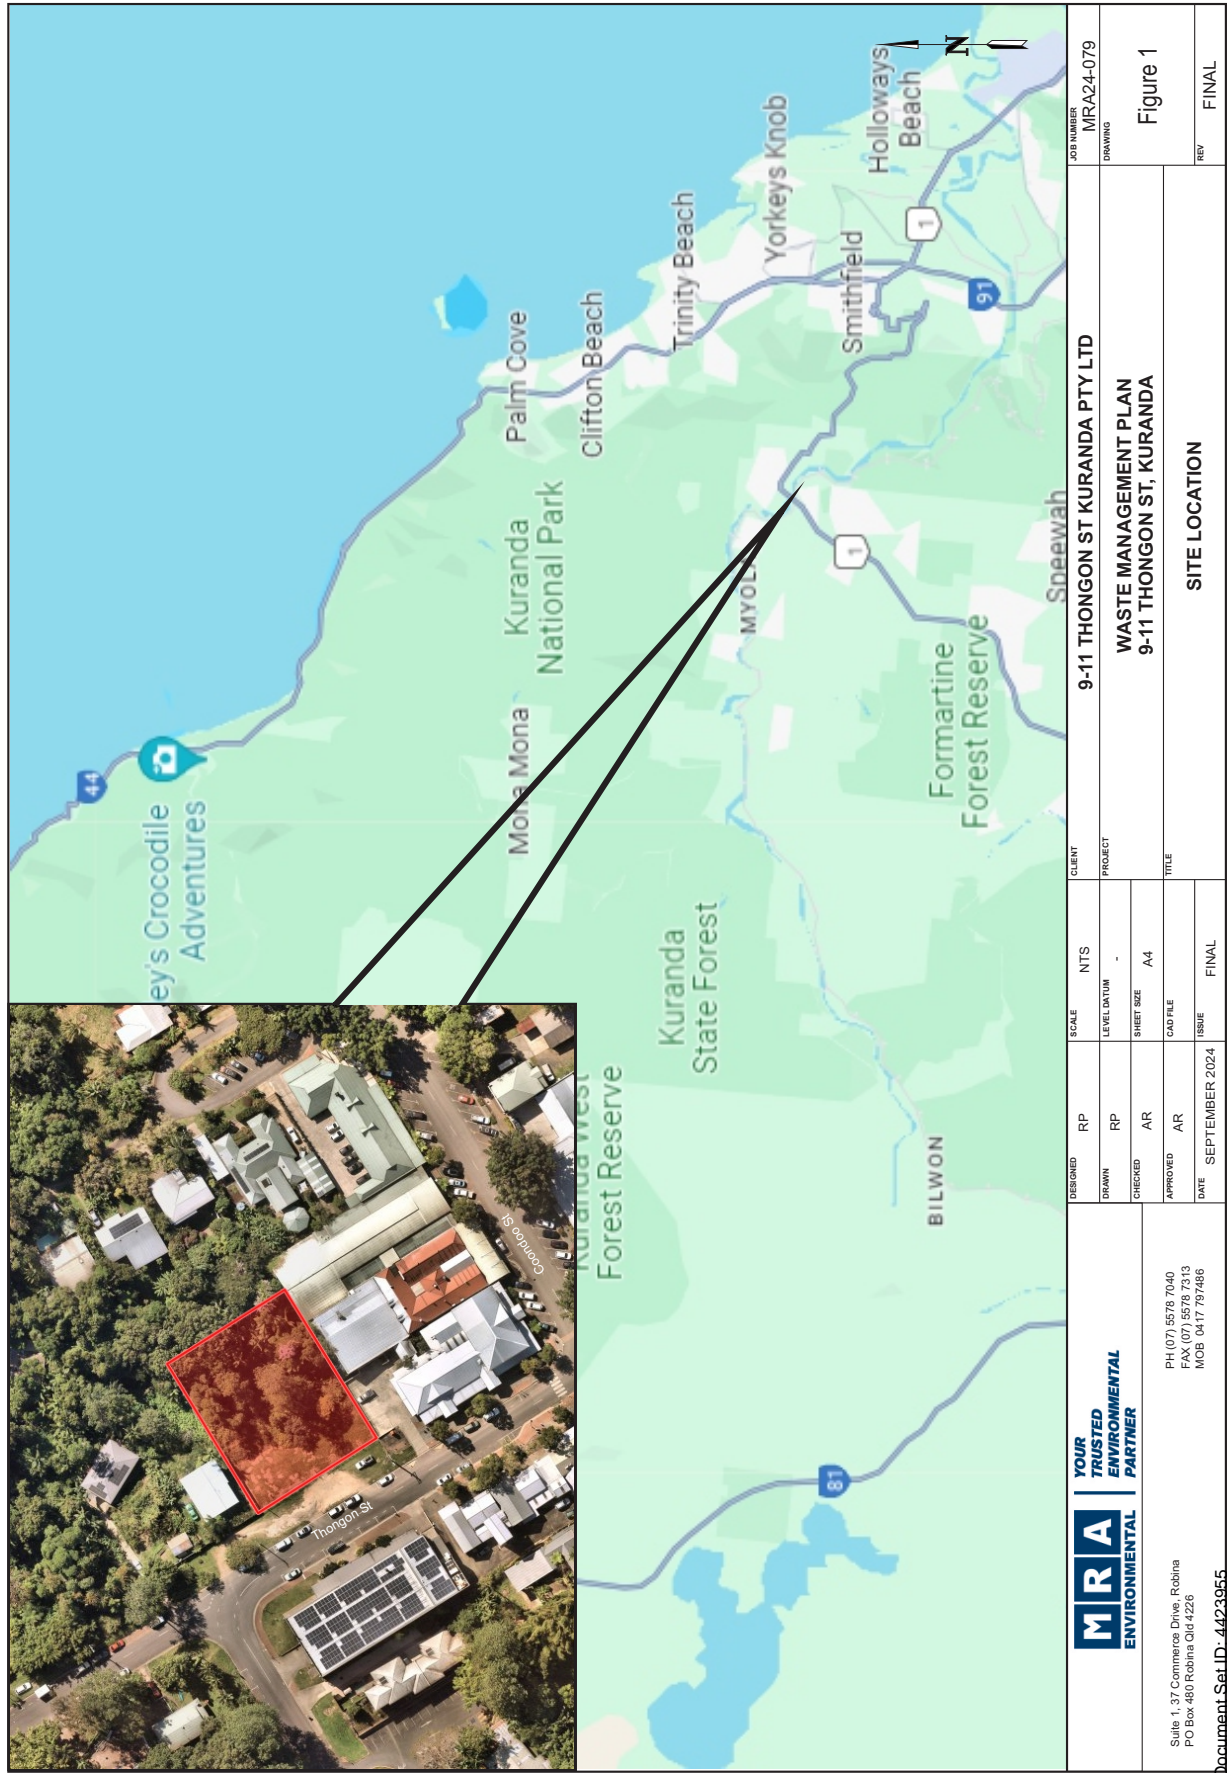 ey's Crocodile
Adventures
44
Mona Mona
Kuranda
National Park
Palm Cove
Clifton Beach
Trinity Beach
Yorkeys Knob
Holloways
Beach
N
Smithfield
1
91
MYOLA
1
Speewah
Formartine
Forest Reserve
Kuranda
State Forest
Kuranda West
Forest Reserve
BILWON
81
Thongon St
Coondoo St
MRA
ENVIRONMENTAL
YOUR
TRUSTED
ENVIRONMENTAL
PARTNER
Suite 1, 37 Commerce Drive, Robina
PO Box 480 Robina Qld 4226
PH (07) 5578 7040
FAX (07) 5578 7313
MOB 0417 797486
DESIGNED RP
DRAWN RP
CHECKED AR
APPROVED AR
DATE SEPTEMBER 2024
SCALE NTS
LEVEL DATUM -
SHEET SIZE A4
CAD FILE
ISSUE FINAL
CLIENT 9-11 THONGON ST KURANDA PTY LTD
PROJECT WASTE MANAGEMENT PLAN
9-11 THONGON ST, KURANDA
TITLE SITE LOCATION
JOB NUMBER MRA24-079
DRAWING Figure 1
REV FINAL
Document Set ID: 4423955